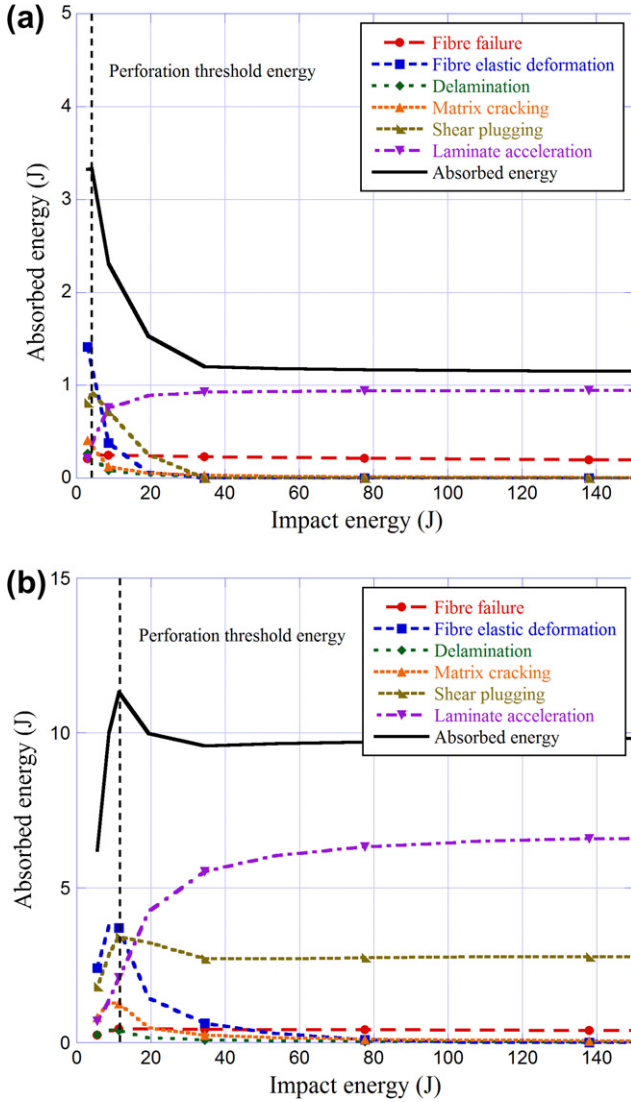 (a)
5
4
3
2
1
0
0 20 40 60 80 100 120 140
Absorbed energy (J)
Impact energy (J)
Perforation threshold energy
Fibre failure
Fibre elastic deformation
Delamination
Matrix cracking
Shear plugging
Laminate acceleration
Absorbed energy
(b)
15
10
5
0
0 20 40 60 80 100 120 140
Absorbed energy (J)
Impact energy (J)
Perforation threshold energy
Fibre failure
Fibre elastic deformation
Delamination
Matrix cracking
Shear plugging
Laminate acceleration
Absorbed energy